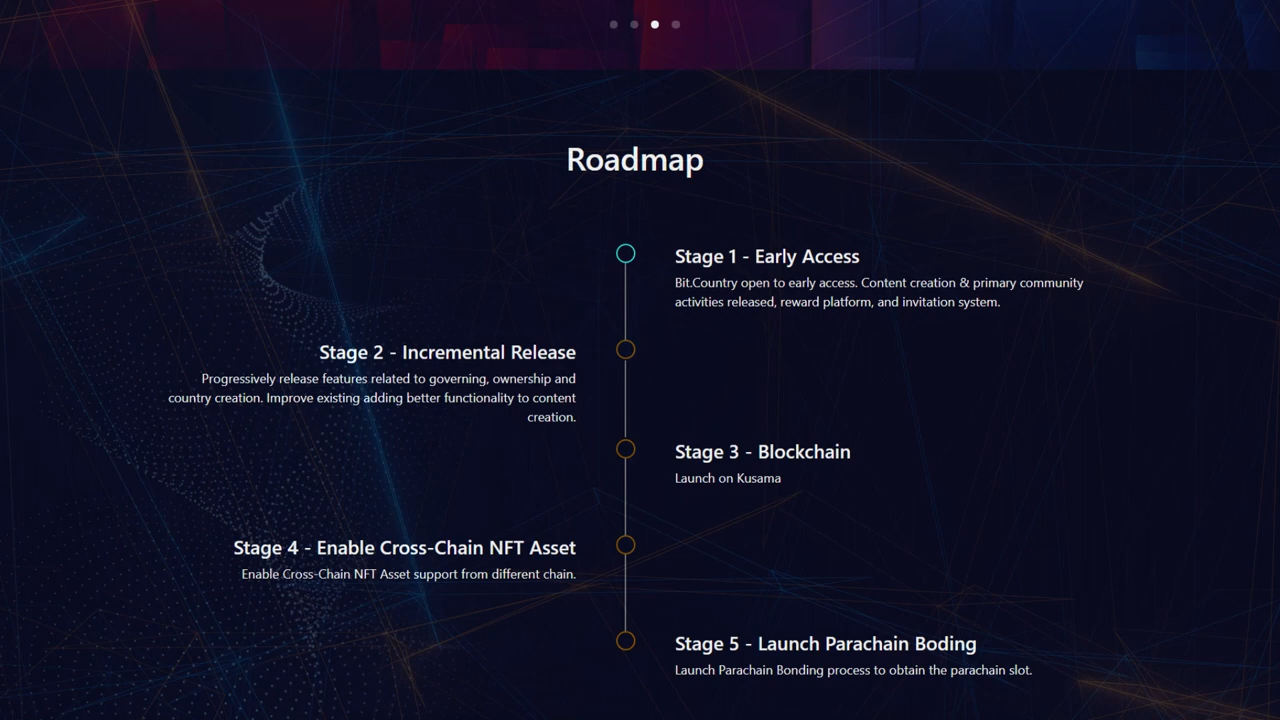 Roadmap
Stage 1 - Early Access
Bit.Country open to early access. Content creation & primary community
activities released, reward platform, and invitation system.
Stage 2 - Incremental Release
Progressively release features related to governing, ownership and
country creation. Improve existing adding better functionality to content
creation.
Stage 3 - Blockchain
Launch on Kusama
Stage 4 - Enable Cross-Chain NFT Asset
Enable Cross-Chain NFT Asset support from different chain.
Stage 5 - Launch Parachain Boding
Launch Parachain Bonding process to obtain the parachain slot.